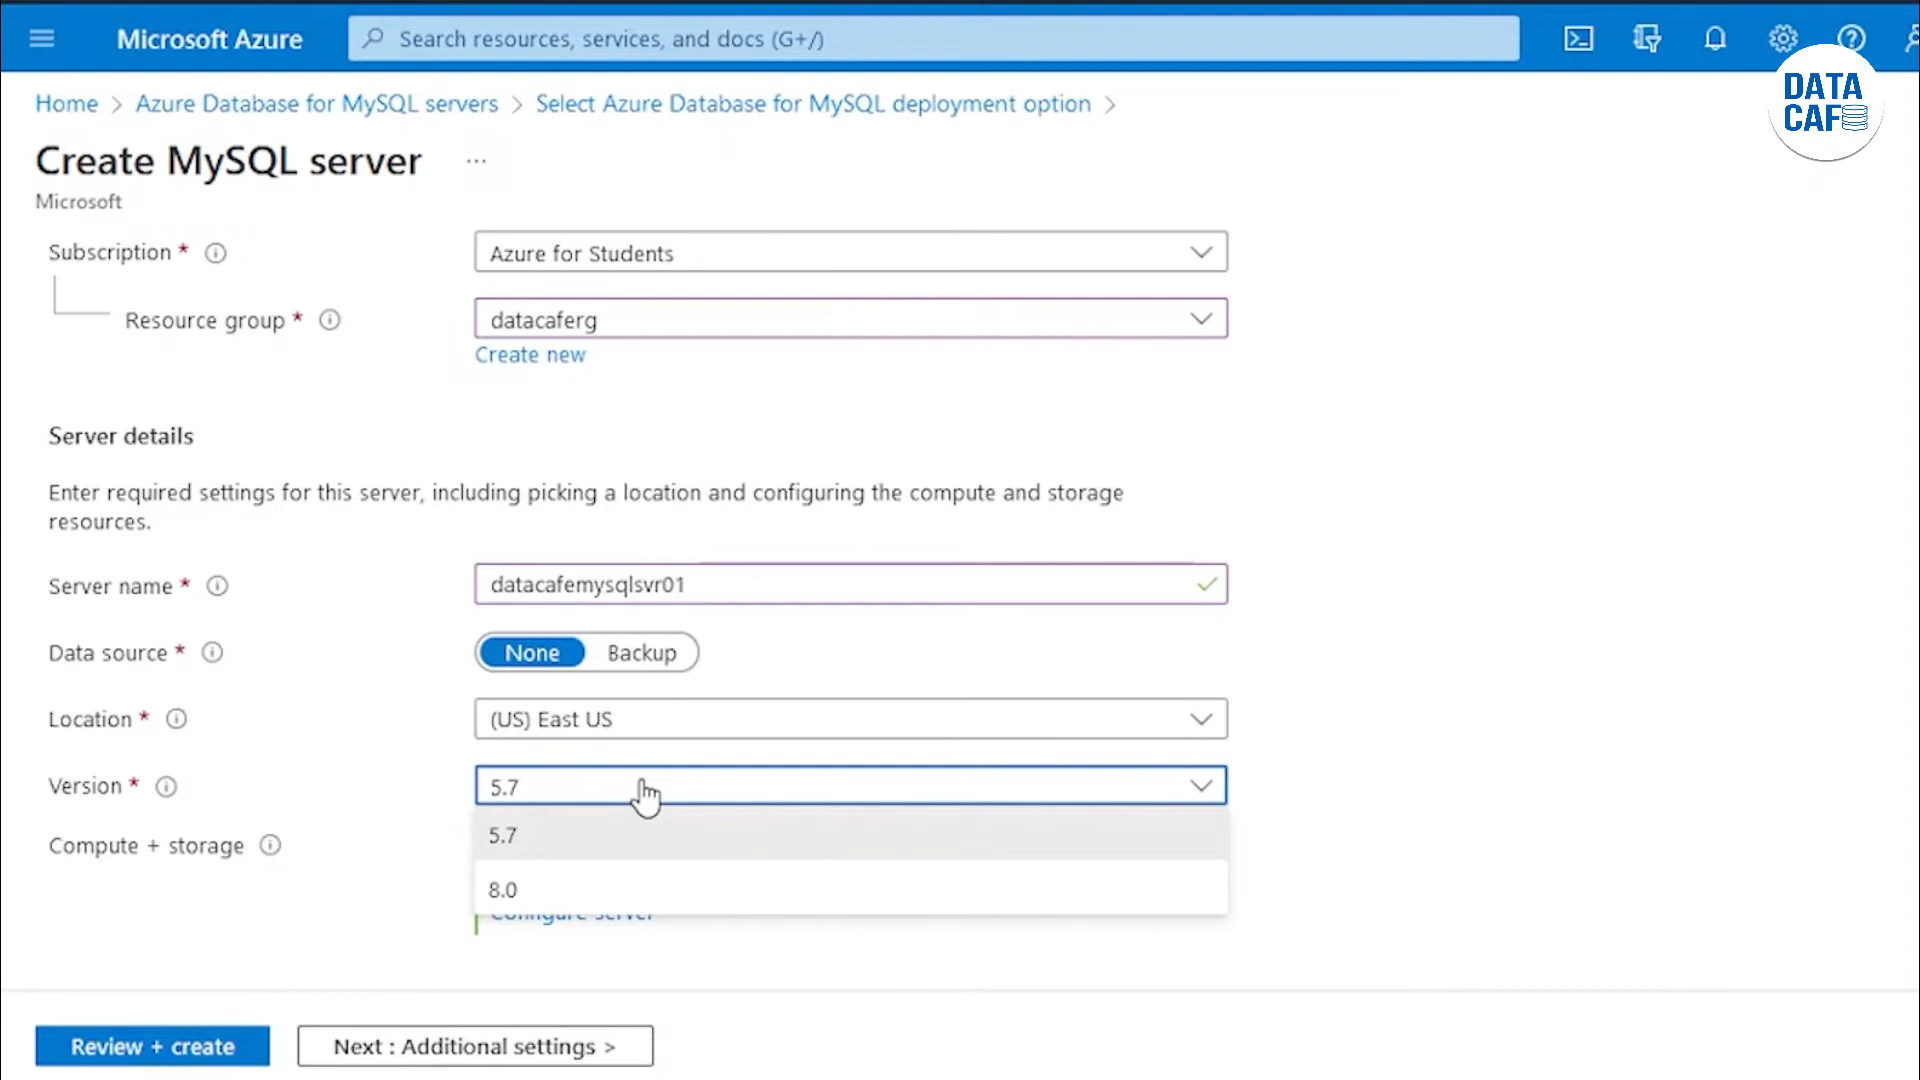 Microsoft Azure
Search resources, services, and docs (G+/)
DATA
CAF
Home > Azure Database for MySQL servers > Select Azure Database for MySQL deployment option >
Create MySQL server ...
Microsoft
Subscription *
Azure for Students
Resource group *
datacaferg
Create new
Server details
Enter required settings for this server, including picking a location and configuring the compute and storage
resources.
Server name *
datacafemysqlsvr01
Data source *
None
Backup
Location *
(US) East US
Version *
5.7
5.7
Compute + storage
8.0
Configure server
Review + create
Next : Additional settings >